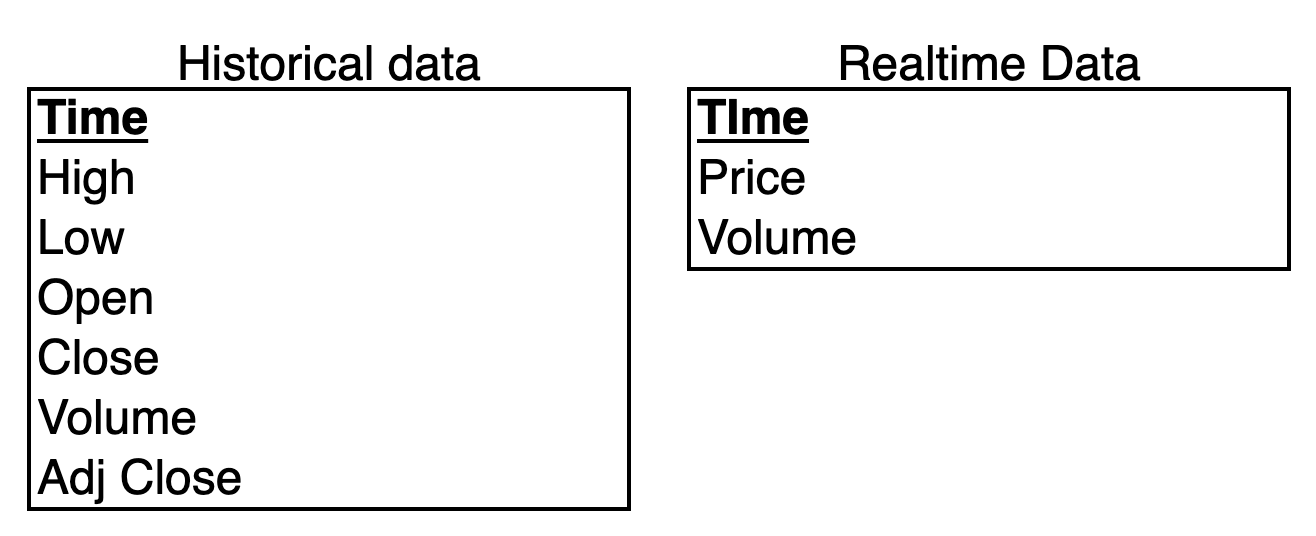 Historical data
Time
High
Low
Open
Close
Volume
Adj Close
Realtime Data
TIme
Price
Volume